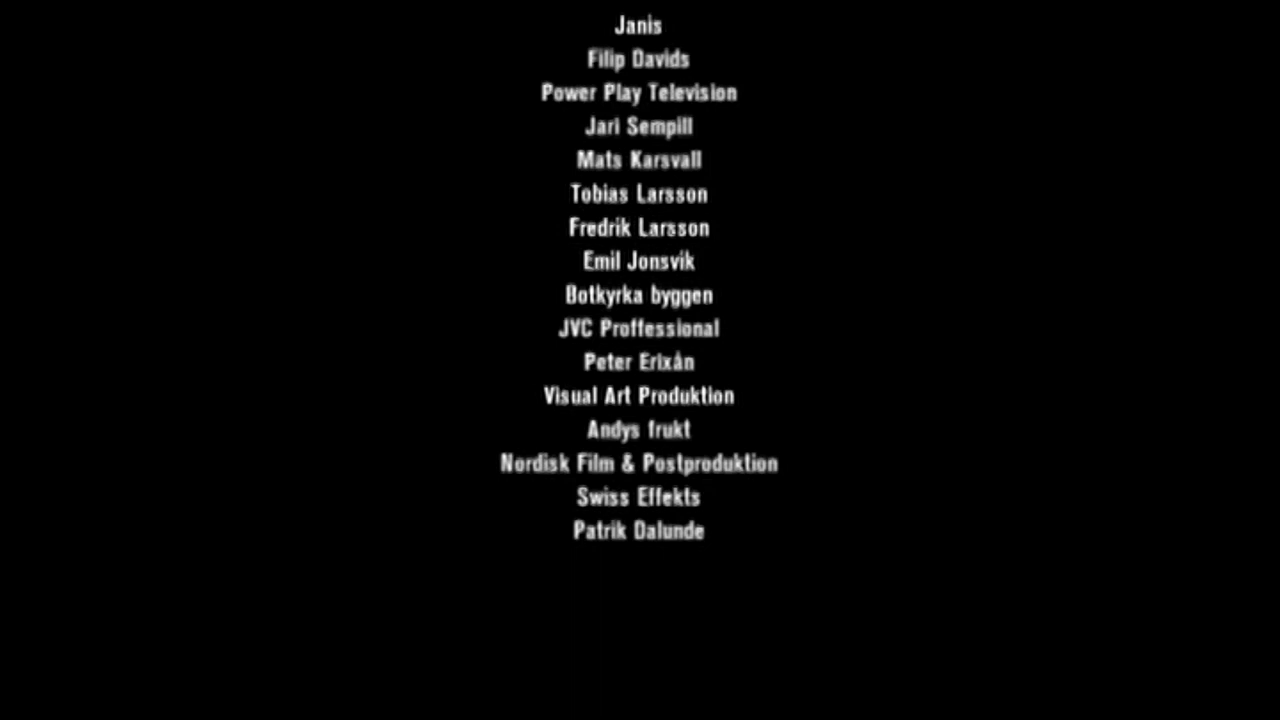 Janis
Filip Davids
Power Play Television
Jari Sempill
Mats Karsvall
Tobias Larsson
Fredrik Larsson
Emil Jonsvik
Botkyrka byggen
JVC Proffessional
Peter Erixån
Visual Art Produktion
Andys frukt
Nordisk Film & Postproduktion
Swiss Effekts
Patrik Dalunde